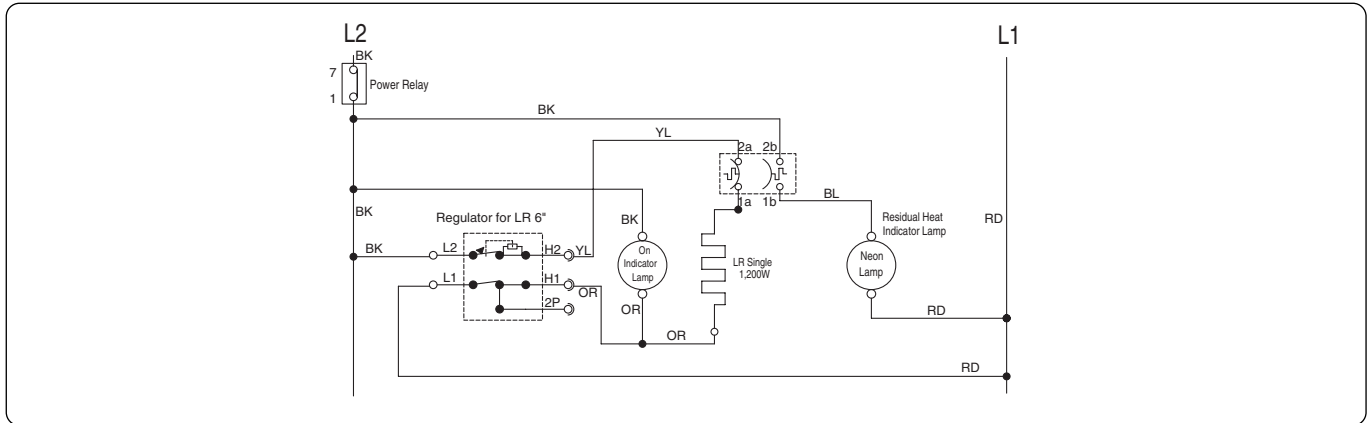 L2
L1
BK
7
Power Relay
1
BK
YL
2a 2b
1a 1b
BL
BK
Regulator for LR 6"
BK
Residual Heat
Indicator Lamp
RD
BK
L2
H2
YL
On
Indicator
Lamp
LR Single
1,200W
Neon
Lamp
L1
H1
OR
2P
OR
OR
RD
RD